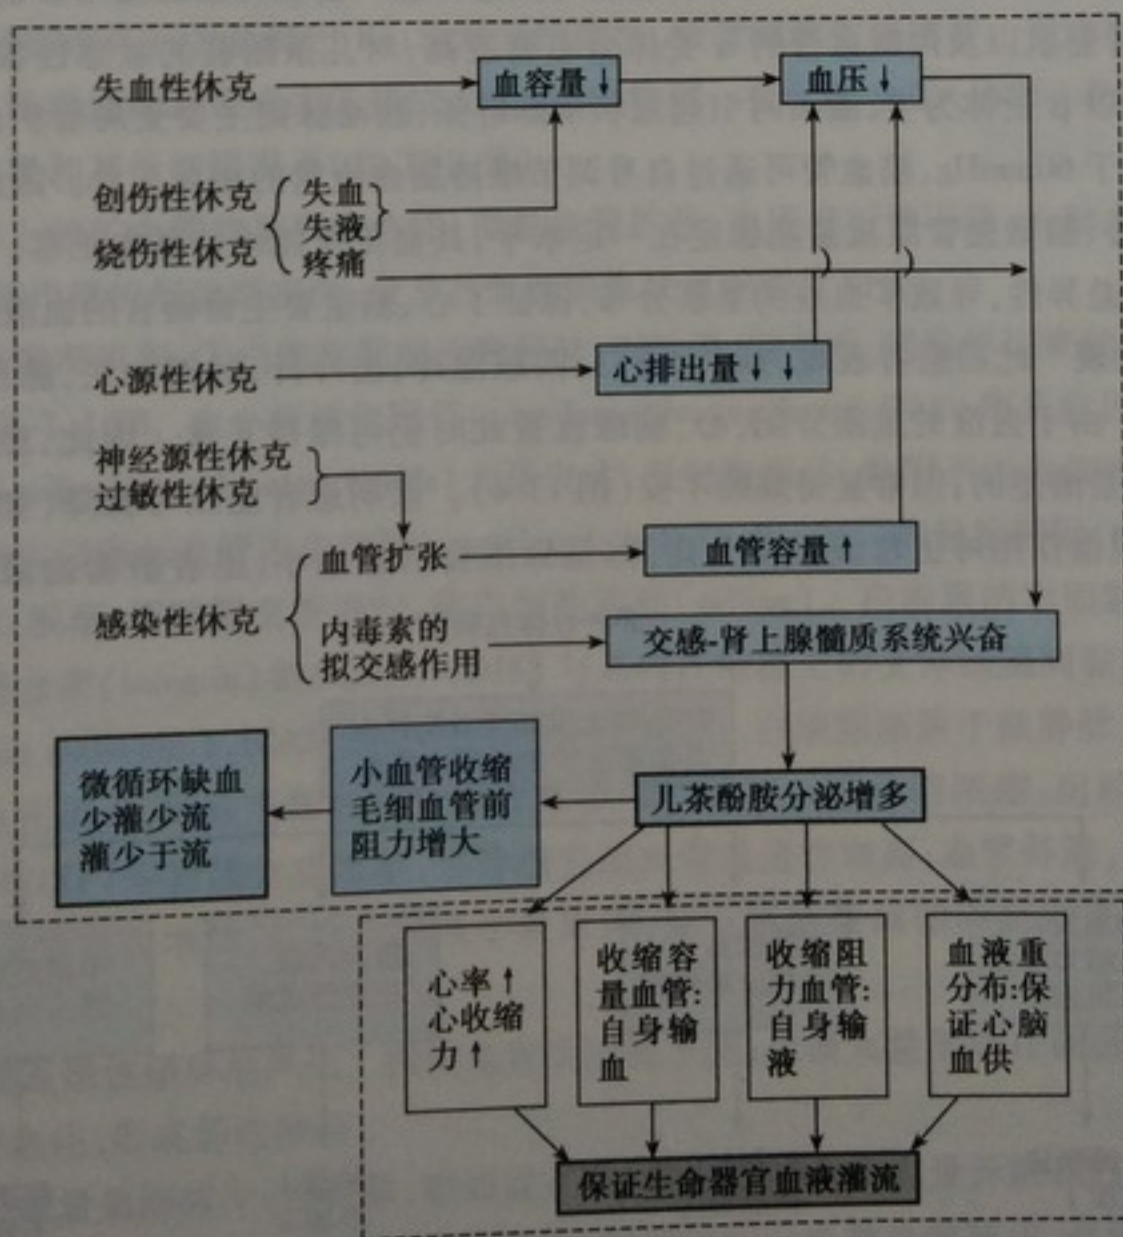 失血性休克
血容量↓
血压↓
创伤性休克
烧伤性休克
失血
失液
疼痛
心源性休克
心排出量↓↓
神经源性休克
过敏性休克
血管扩张
血管容量↑
感染性休克
内毒素的
拟交感作用
交感-肾上腺髓质系统兴奋
微循环缺血
少灌少流
灌少于流
小血管收缩
毛细血管前
阻力增大
儿茶酚胺分泌增多
心率↑
心收缩
力↑
收缩容
量血管:
自身输
血
收缩阻
力血管:
自身输
液
血液重
分布:保
证心脑
血供
保证生命器官血液灌流